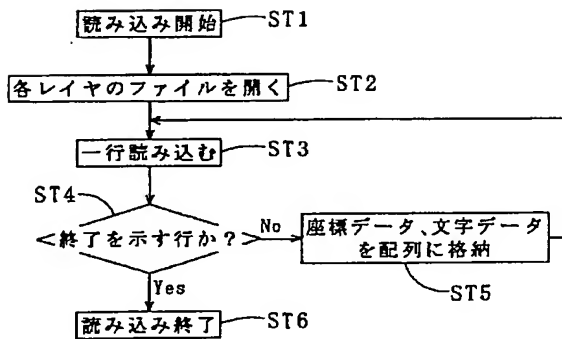 読み込み開始 ST1
各レイヤのファイルを開く ST2
一行読み込む ST3
ST4
終了を示す行か? No
座標データ、文字データ
を配列に格納
ST5
Yes
読み込み終了 ST6